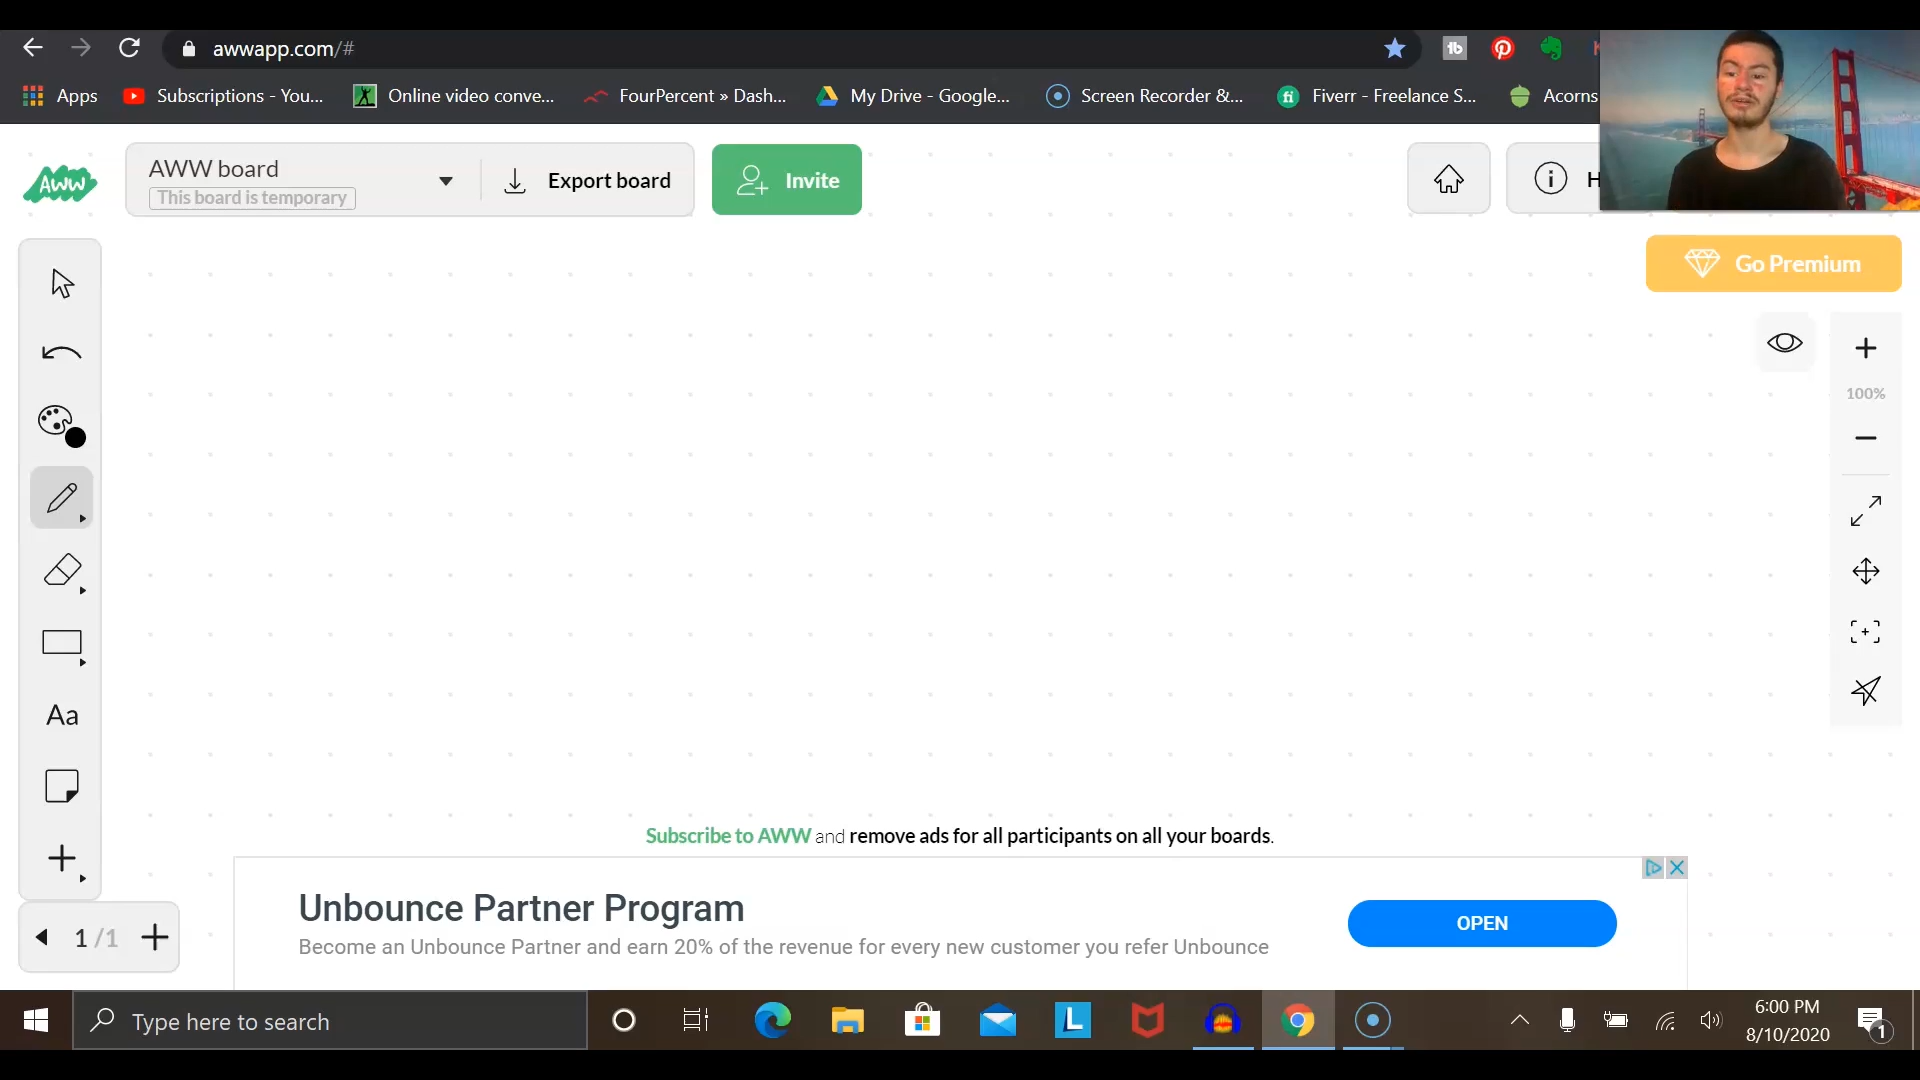 awwapp.com/#
Apps Subscriptions - You... Online video conve... FourPercent » Dash... My Drive - Google... Screen Recorder &... Fiverr - Freelance S... Acorns
Aww
AWW board
This board is temporary
Export board
Invite
H
Go Premium
100%
Aa
Subscribe to AWW and remove ads for all participants on all your boards.
1 /1
Unbounce Partner Program
Become an Unbounce Partner and earn 20% of the revenue for every new customer you refer Unbounce
OPEN
Type here to search
6:00 PM
8/10/2020
1